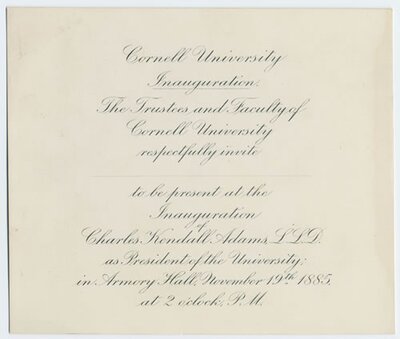 Cornell University
Inauguration.
The Trustees and Faculty of
Cornell University
respectfully invite
to be present at the
Inauguration
of
Charles Kendall Adams, L.L.D.
as President of the University,
in Armory Hall, November 19th 1885,
at 2 o'clock, P.M.